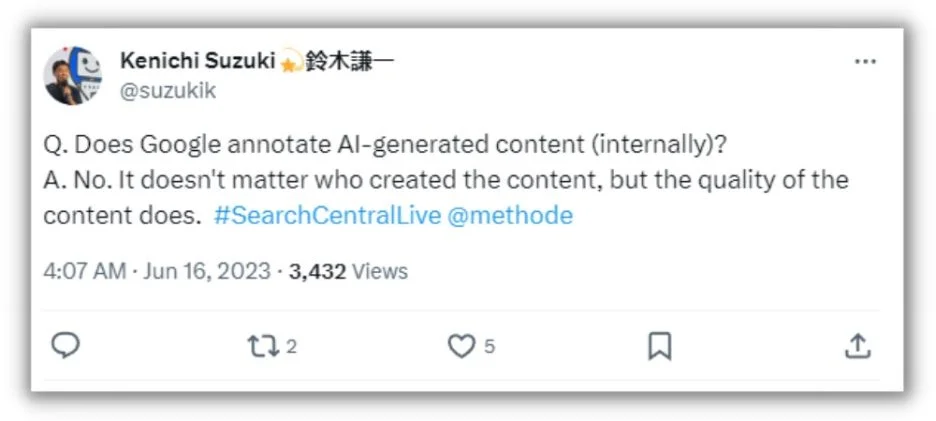 Kenichi Suzuki💫鈴木謙一
@suzukik
Q. Does Google annotate AI-generated content (internally)?
A. No. It doesn't matter who created the content, but the quality of the
content does. #SearchCentralLive @methode
4:07 AM · Jun 16, 2023 · 3,432 Views
2
5